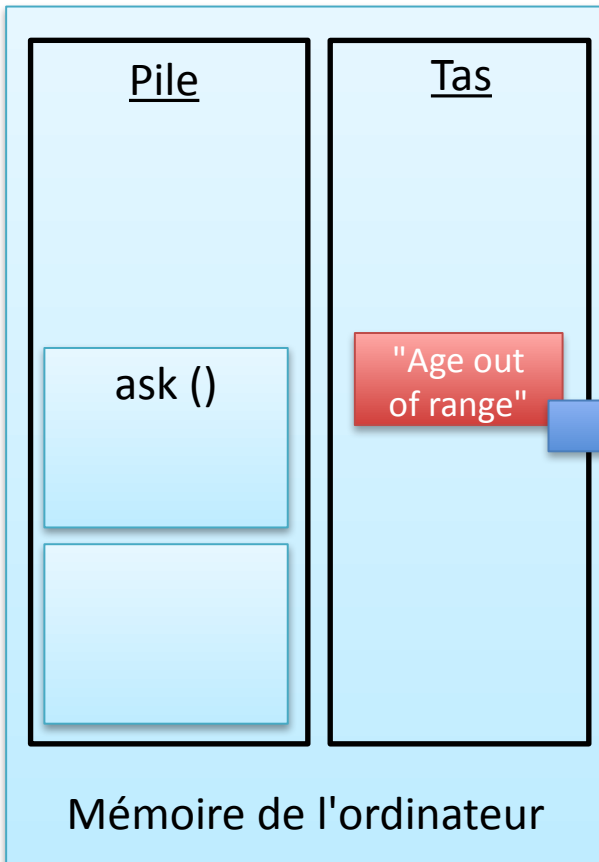 Pile
Tas
ask ()
"Age out
of range"
Mémoire de l'ordinateur